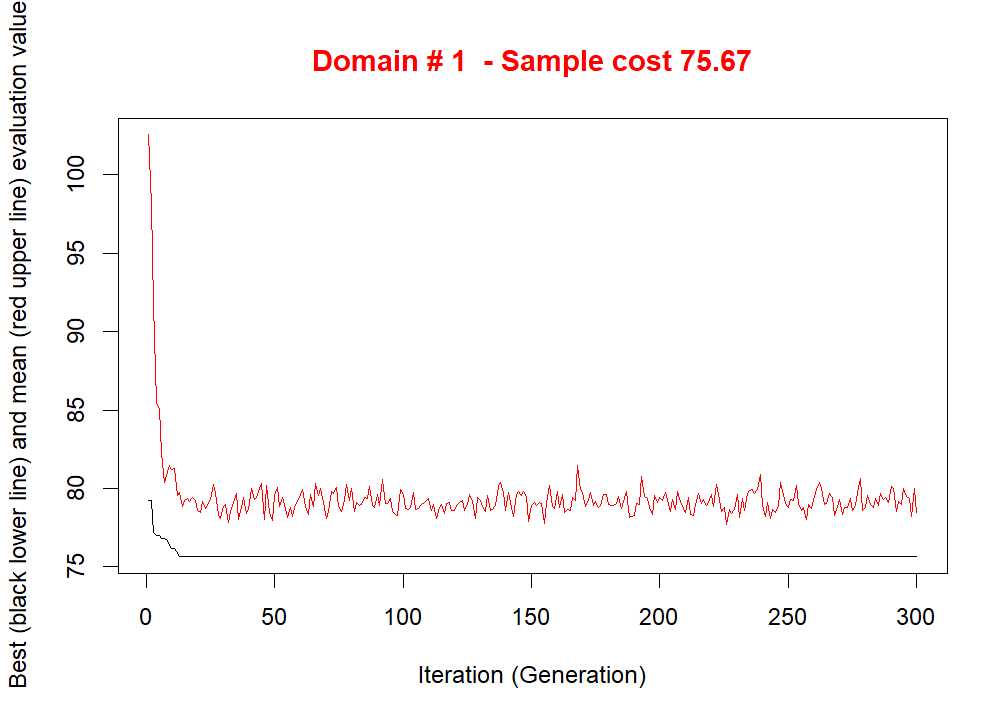 Domain # 1  - Sample cost 75.67
Best (black lower line) and mean (red upper line) evaluation value
100
95
90
85
80
75
0 50 100 150 200 250 300
Iteration (Generation)